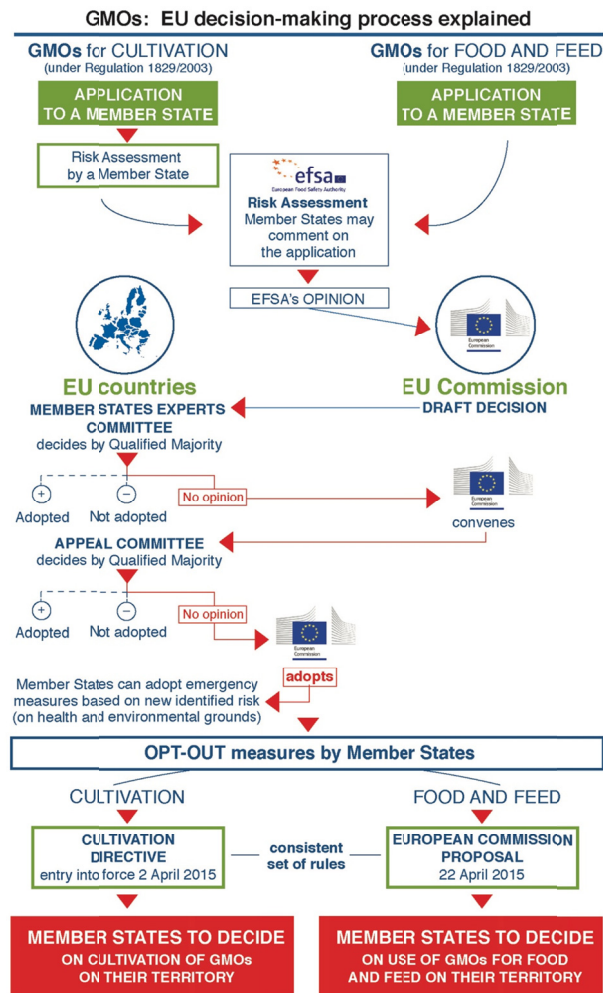 GMOs: EU decision-making process explained
GMOs for CULTIVATION
(under Regulation 1829/2003)
APPLICATION
TO A MEMBER STATE
Risk Assessment
by a Member State
GMOs for FOOD AND FEED
(under Regulation 1829/2003)
APPLICATION
TO A MEMBER STATE
efsa
European Food Safety Authority
Risk Assessment
Member States may
comment on
the application
EFSA's OPINION
European
Commission
EU countries
EU Commission
MEMBER STATES EXPERTS
COMMITTEE
decides by Qualified Majority
DRAFT DECISION
+
Adopted
−
Not adopted
No opinion
European
Commission
convenes
APPEAL COMMITTEE
decides by Qualified Majority
+
Adopted
−
Not adopted
No opinion
European
Commission
adopts
Member States can adopt emergency
measures based on new identified risk
(on health and environmental grounds)
OPT-OUT measures by Member States
CULTIVATION
FOOD AND FEED
CULTIVATION
DIRECTIVE
entry into force 2 April 2015
consistent
set of rules
EUROPEAN COMMISSION
PROPOSAL
22 April 2015
MEMBER STATES TO DECIDE
ON CULTIVATION OF GMOs
ON THEIR TERRITORY
MEMBER STATES TO DECIDE
ON USE OF GMOs FOR FOOD
AND FEED ON THEIR TERRITORY